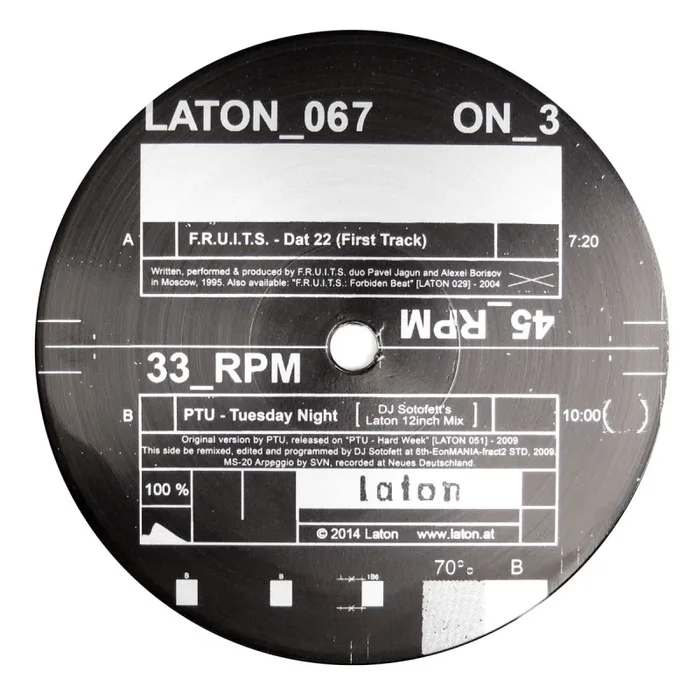 LATON_067 ON_3
A F.R.U.I.T.S. - Dat 22 (First Track) 7:20
Written, performed & produced by F.R.U.I.T.S. duo Pavel Jagun and Alexei Borisov
in Moscow, 1995. Also available: "F.R.U.I.T.S.: Forbiden Beat" [LATON 029] - 2004
45_RPM
33_RPM
B PTU - Tuesday Night [ DJ Sotofett's Laton 12inch Mix ] 10:00 ( )
Original version by PTU, released on "PTU - Hard Week" [LATON 051] - 2009
This side be remixed, edited and programmed by DJ Sotofett at 6th-EonMANIA-fract2 STD, 2009.
MS-20 Arpeggio by SVN, recorded at Neues Deutschland.
100 % laton
© 2014 Laton www.laton.at
70% B
B B 1B6